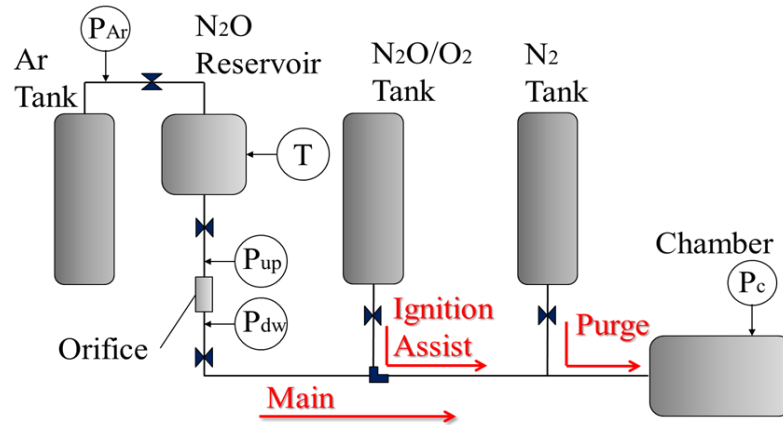 PAr
N2O
Reservoir
Ar
Tank
N2O/O2
Tank
N2
Tank
T
Pup
Pdw
Orifice
Ignition
Assist
Purge
Chamber
Pc
Main